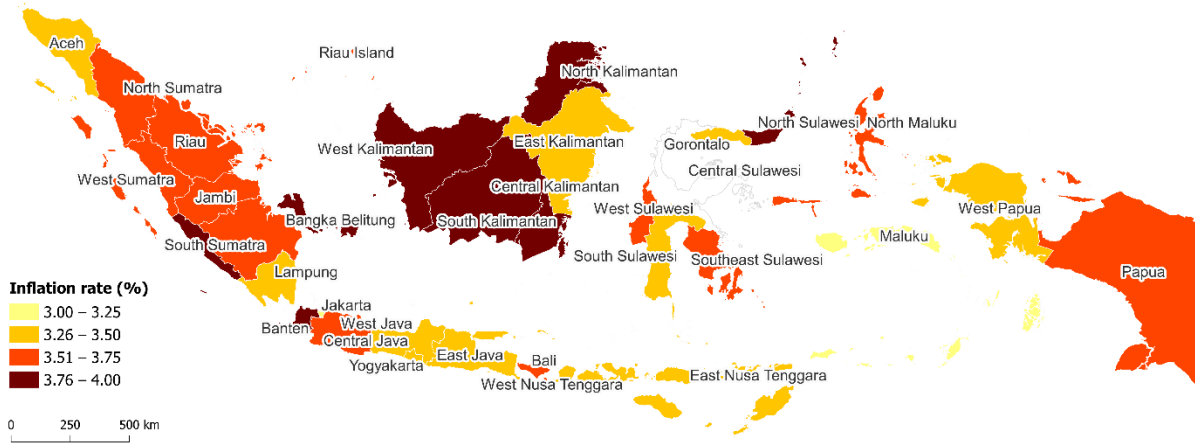 Aceh
North Sumatra
Riau Island
Riau
West Sumatra
Jambi
Bangka Belitung
South Sumatra
Lampung
North Kalimantan
West Kalimantan
East Kalimantan
Central Kalimantan
South Kalimantan
Gorontalo
North Sulawesi
North Maluku
Central Sulawesi
West Sulawesi
South Sulawesi
Southeast Sulawesi
Maluku
West Papua
Papua
Jakarta
Banten
West Java
Central Java
Yogyakarta
East Java
Bali
West Nusa Tenggara
East Nusa Tenggara
Inflation rate (%)
3.00 – 3.25
3.26 – 3.50
3.51 – 3.75
3.76 – 4.00
0 250 500 km